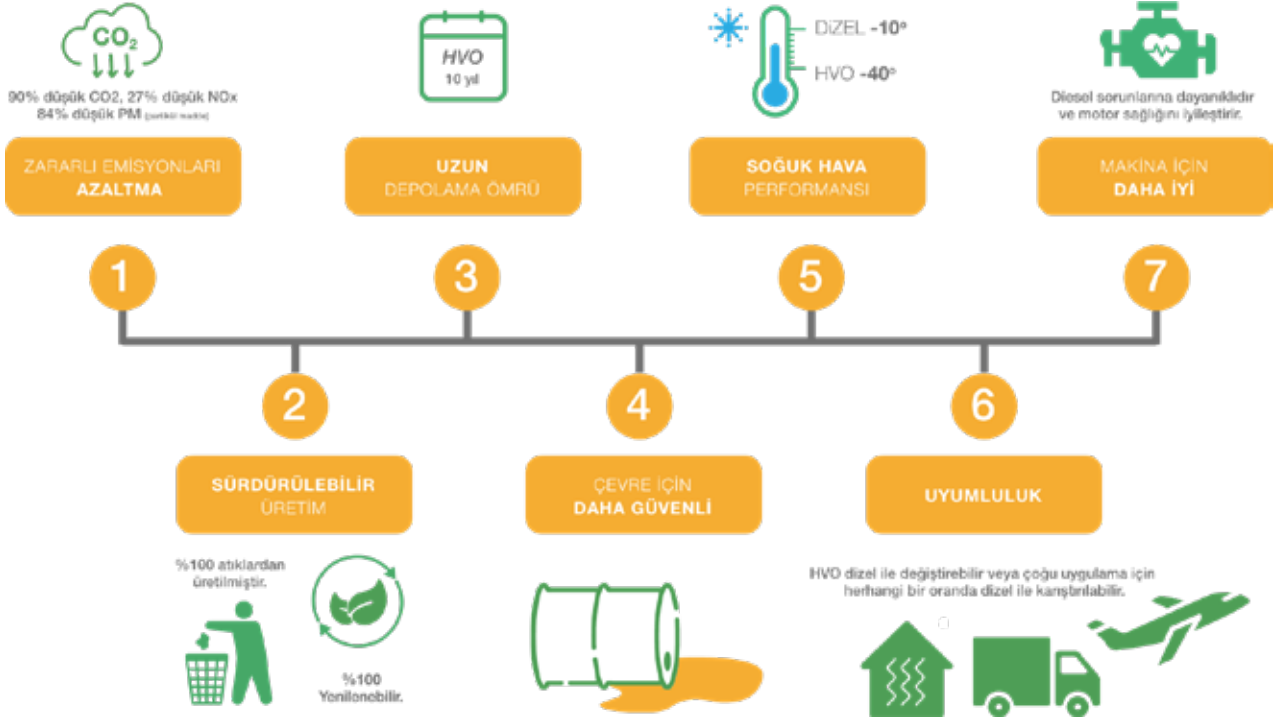 CO2
90% düşük CO2, 27% düşük NOx
84% düşük PM (partikül madde)
ZARARLI EMİSYONLARI
AZALTMA
1
HVO
10 yıl
UZUN
DEPOLAMA ÖMRÜ
3
DİZEL -10°
HVO -40°
SOĞUK HAVA
PERFORMANSI
5
Diesel sorunlarına dayanıklıdır
ve motor sağlığını iyileştirir.
MAKİNA İÇİN
DAHA İYİ
7
2
SÜRDÜRÜLEBİLİR
ÜRETİM
%100 atıklardan
üretilmiştir.
%100
Yenilenebilir.
4
ÇEVRE İÇİN
DAHA GÜVENLİ
6
UYUMLULUK
HVO dizel ile değiştirebilir veya çoğu uygulama için
herhangi bir oranda dizel ile karıştırılabilir.